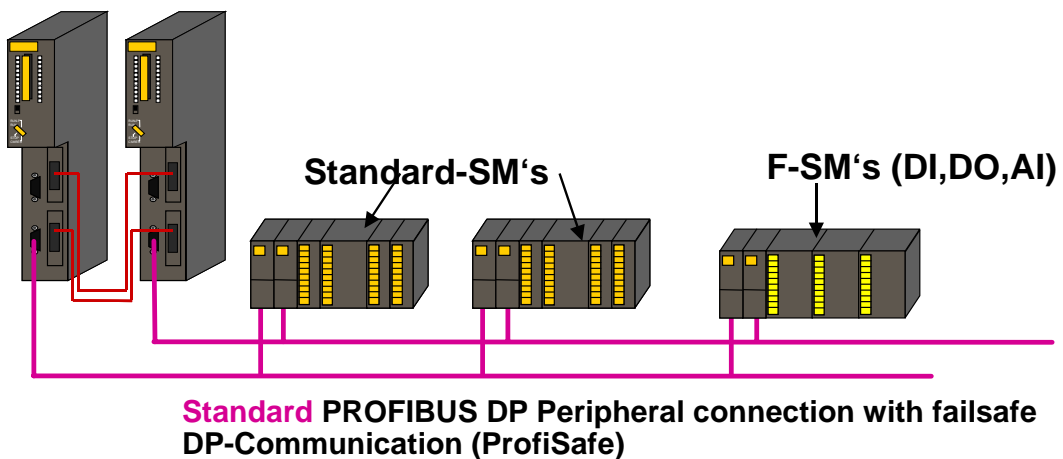 Standard-SM‘s
F-SM‘s (DI,DO,AI)
Standard PROFIBUS DP Peripheral connection with failsafe
DP-Communication (ProfiSafe)